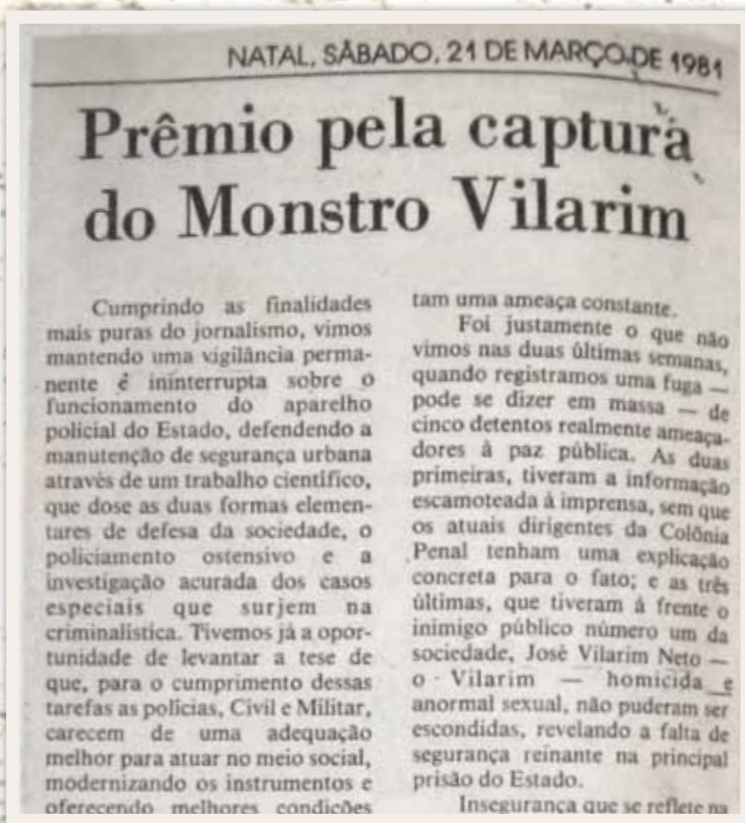 NATAL, SÁBADO, 21 DE MARÇO DE 1981
Prêmio pela captura
do Monstro Vilarim
Cumprindo as finalidades
mais puras do jornalismo, vimos
mantendo uma vigilância perma-
nente é ininterrupta sobre o
funcionamento do aparelho
policial do Estado, defendendo a
manutenção de segurança urbana
através de um trabalho científico,
que dose as duas formas elemen-
tares de defesa da sociedade, o
policiamento ostensivo e a
investigação acurada dos casos
especiais que surjem na
criminalística. Tivemos já a opor-
tunidade de levantar a tese de
que, para o cumprimento dessas
tarefas as polícias, Civil e Militar,
carecem de uma adequação
melhor para atuar no meio social,
modernizando os instrumentos e
oferecendo melhores condições
tam uma ameaça constante.
Foi justamente o que não
vimos nas duas últimas semanas,
quando registramos uma fuga —
pode se dizer em massa — de
cinco detentos realmente ameaça-
dores à paz pública. As duas
primeiras, tiveram a informação
escamoteada à imprensa, sem que
os atuais dirigentes da Colônia
Penal tenham uma explicação
concreta para o fato; e as três
últimas, que tiveram à frente o
inimigo público número um da
sociedade, José Vilarim Neto —
o Vilarim — homicida e
anormal sexual, não puderam ser
escondidas, revelando a falta de
segurança reinante na principal
prisão do Estado.
Insegurança que se reflete na